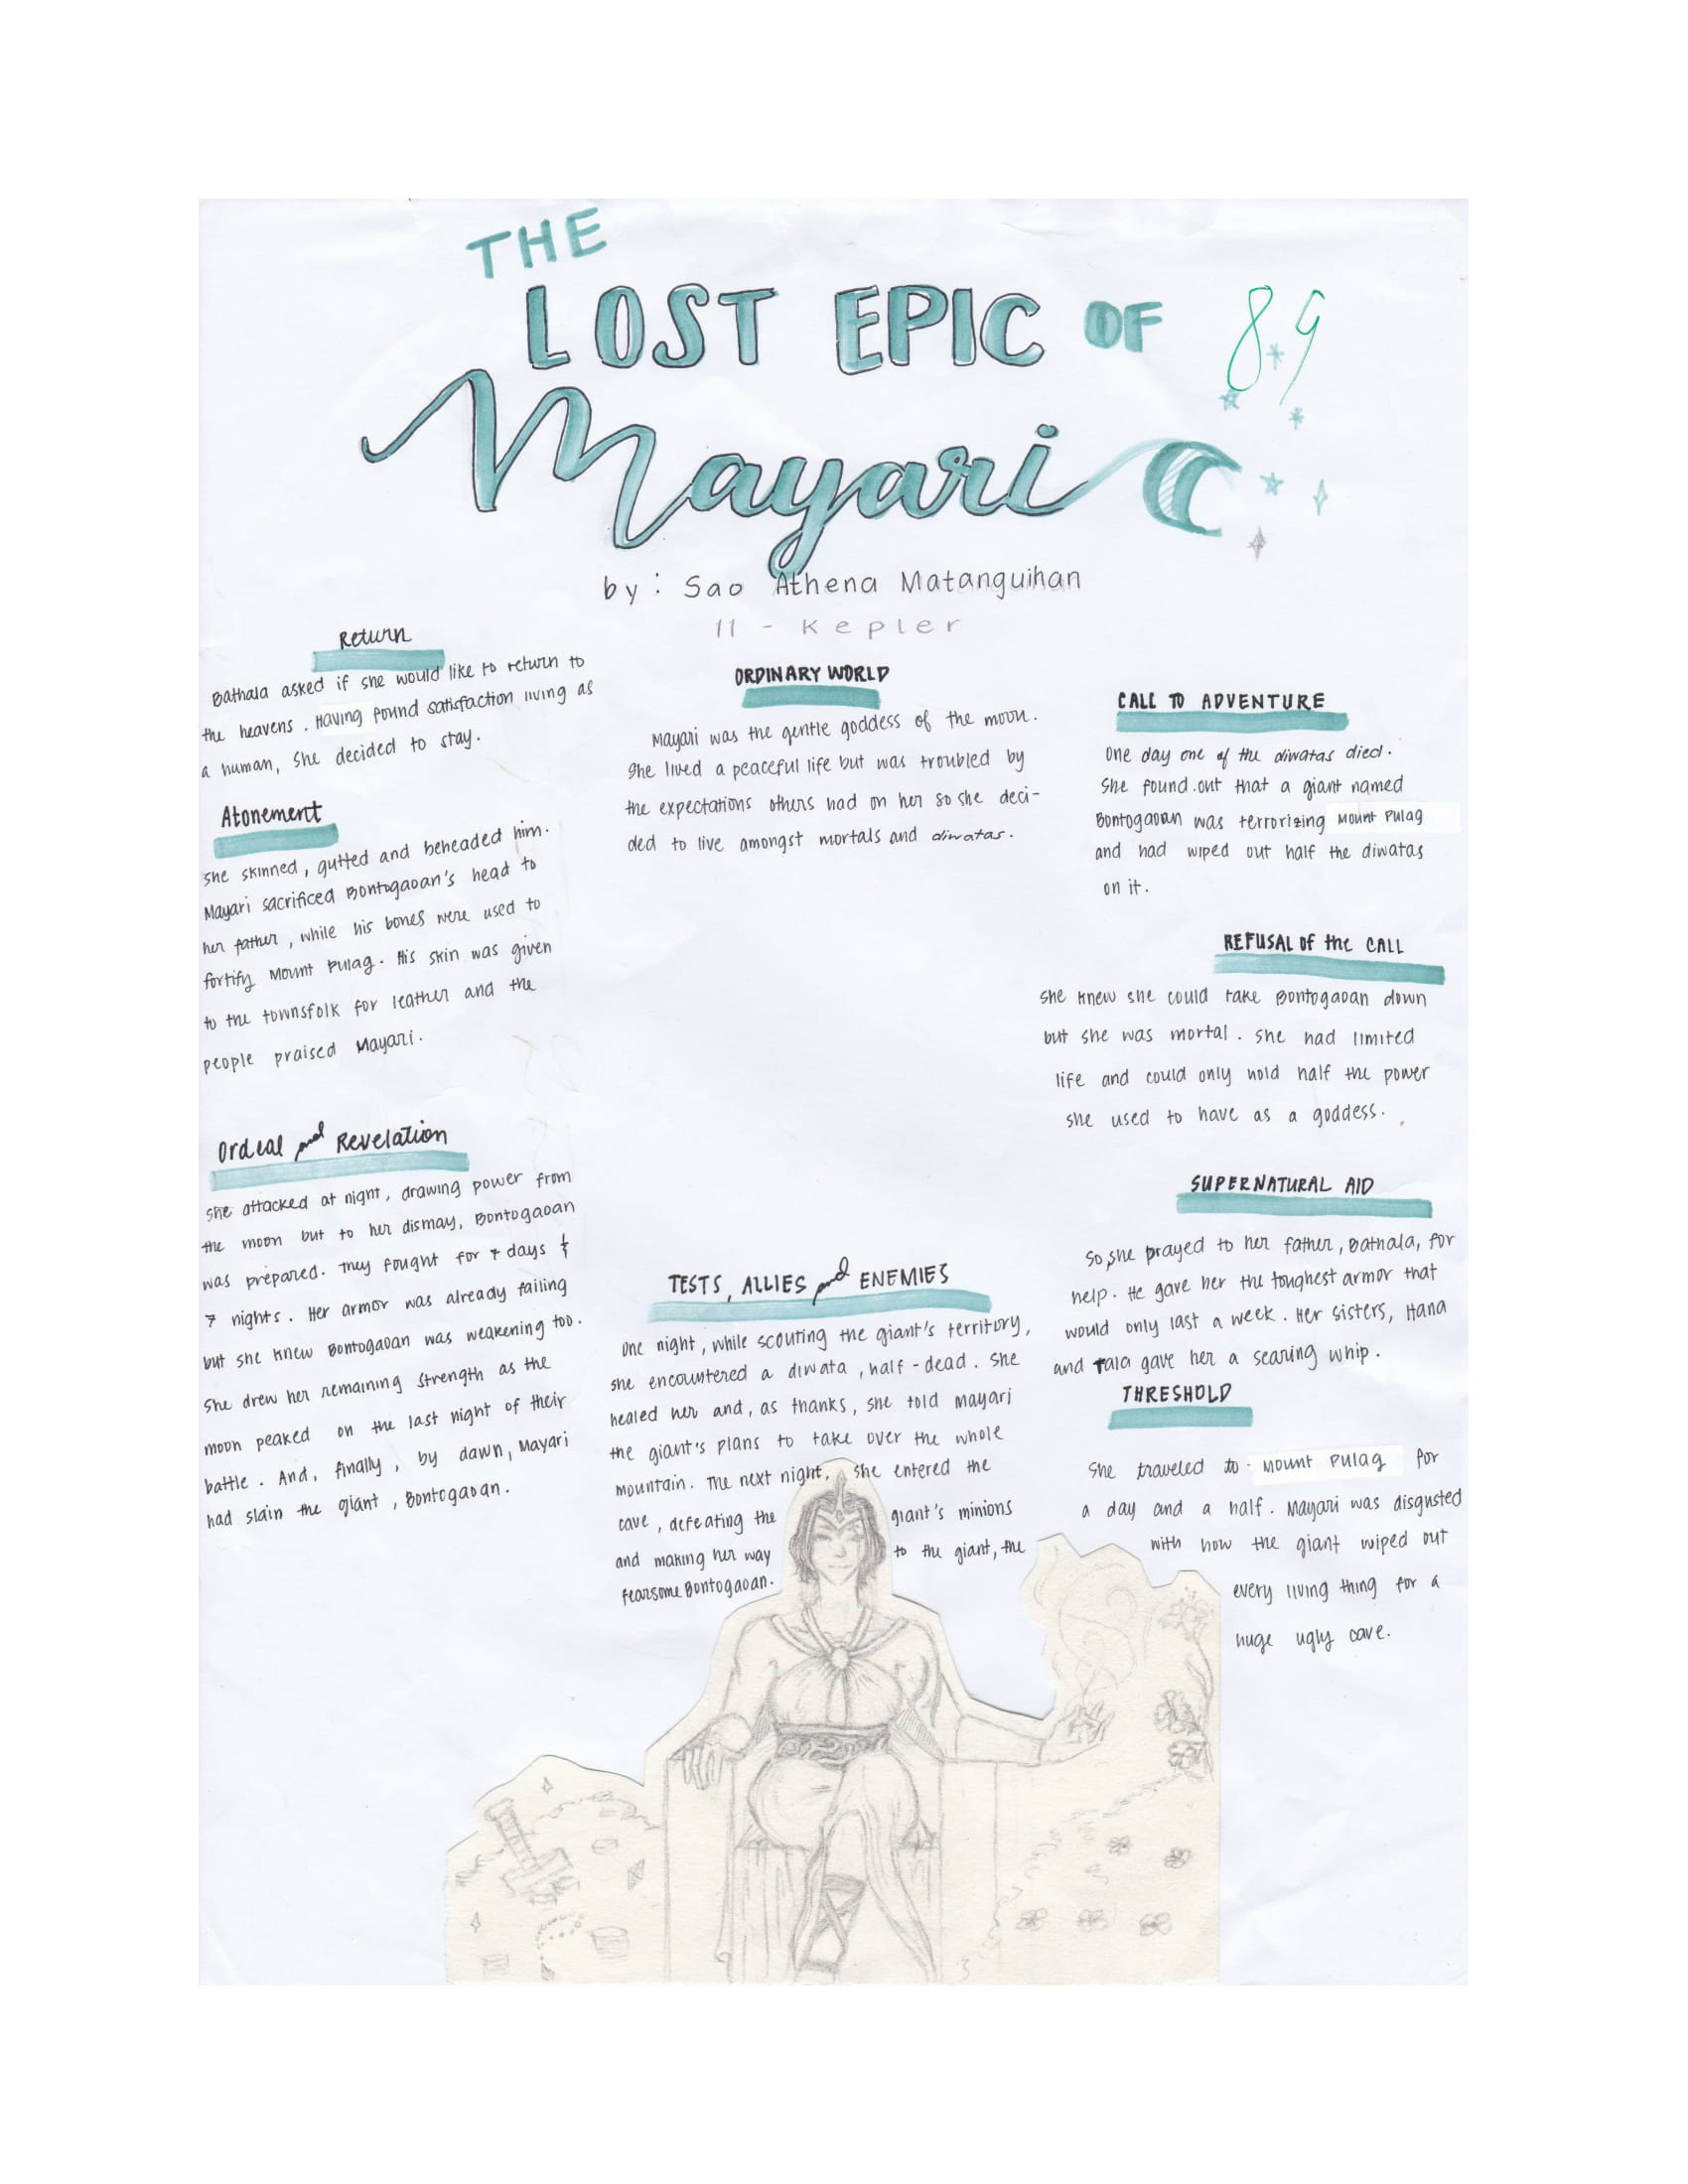 THE
LOST EPIC OF
Mayari
89
by: Sao Athena Matanguihan
11 - Kepler
ORDINARY WORLD
Mayari was the gentle goddess of the moon.
She lived a peaceful life but was troubled by
the expectations others had on her so she deci-
ded to live amongst mortals and diwatas.
CALL TO ADVENTURE
One day one of the diwatas died.
She found out that a giant named
Bontogaoan was terrorizing Mount Pulag
and had wiped out half the diwatas
on it.
REFUSAL of the CALL
She knew she could take Bontogaoan down
but she was mortal. She had limited
life and could only hold half the power
she used to have as a goddess.
SUPERNATURAL AID
So, she prayed to her father, Bathala, for
help. He gave her the toughest armor that
would only last a week. Her sisters, Hana
and Tala gave her a searing whip.
THRESHOLD
She traveled to Mount Pulag for
a day and a half. Mayari was disgusted
with how the giant wiped out
every living thing for a
huge ugly cave.
TESTS, ALLIES and ENEMIES
One night, while scouting the giant's territory,
she encountered a diwata, half-dead. She
healed her and, as thanks, she told Mayari
the giant's plans to take over the whole
mountain. The next night, she entered the
cave, defeating the giant's minions
and making her way to the giant, the
fearsome Bontogaoan.
Ordeal and Revelation
She attacked at night, drawing power from
the moon but to her dismay, Bontogaoan
was prepared. They fought for 7 days &
7 nights. Her armor was already failing
but she knew Bontogaoan was weakening too.
She drew her remaining strength as the
moon peaked on the last night of their
battle. And, finally, by dawn, Mayari
had slain the giant, Bontogaoan.
Atonement
She skinned, gutted and beheaded him.
Mayari sacrificed Bontogaoan's head to
her father, while his bones were used to
fortify Mount Pulag. His skin was given
to the townsfolk for leather and the
people praised Mayari.
Return
Bathala asked if she would like to return to
the heavens. Having found satisfaction living as
a human, She decided to stay.